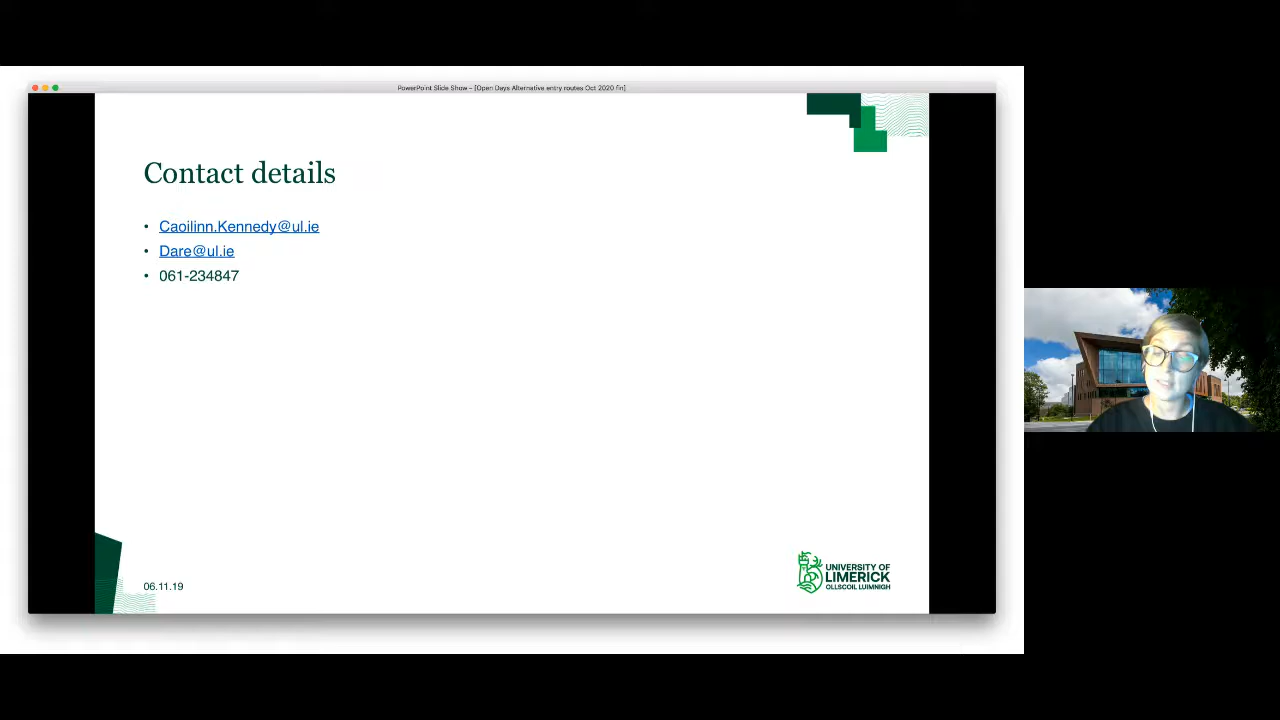 PowerPoint Slide Show – [Open Days Alternative entry routes Oct 2020 fin]
Contact details
• Caoilinn.Kennedy@ul.ie
• Dare@ul.ie
• 061-234847
06.11.19
UNIVERSITY OF
LIMERICK
OLLSCOIL LUIMNIGH